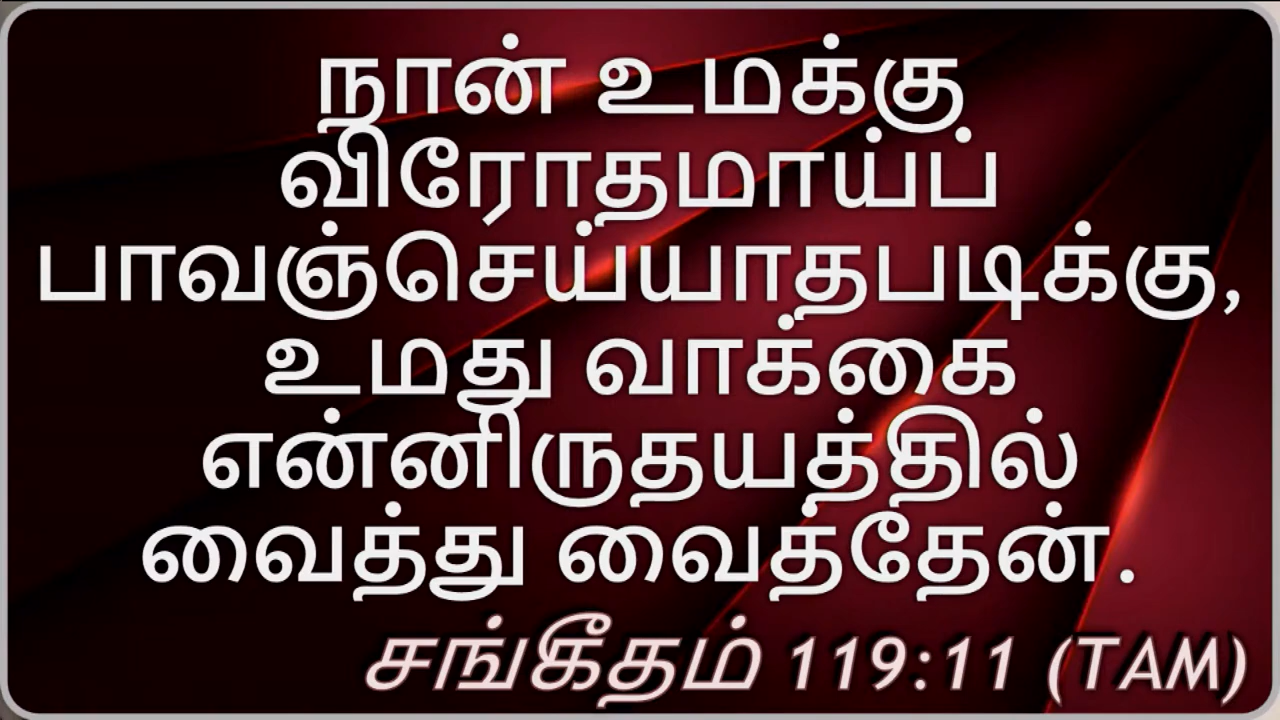 நான் உமக்கு
விரோதமாய்ப்
பாவஞ்செய்யாதபடிக்கு,
உமது வாக்கை
என்னிருதயத்தில்
வைத்து வைத்தேன்.
சங்கீதம் 119:11 (TAM)